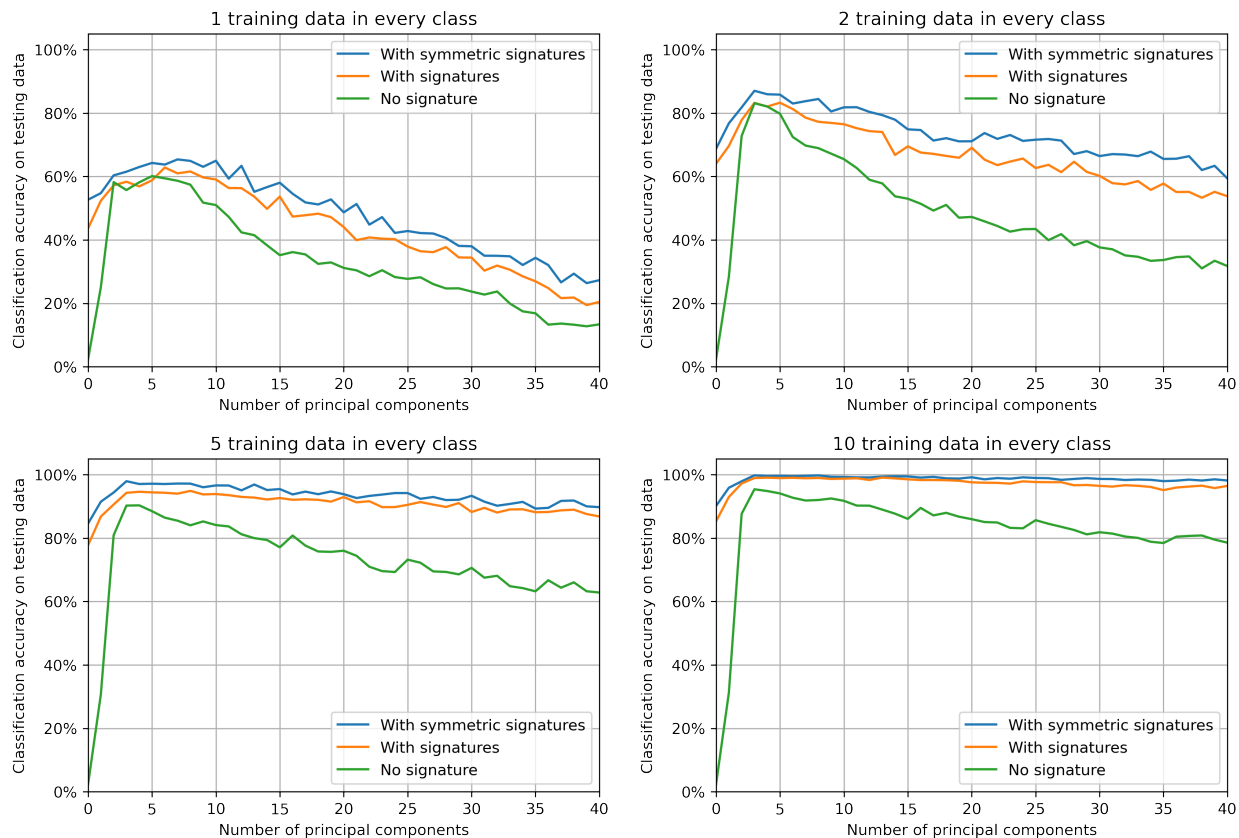 1 training data in every class
Classification accuracy on testing data
100%
80%
60%
40%
20%
0%
With symmetric signatures
With signatures
No signature
0 5 10 15 20 25 30 35 40
Number of principal components
2 training data in every class
Classification accuracy on testing data
100%
80%
60%
40%
20%
0%
With symmetric signatures
With signatures
No signature
0 5 10 15 20 25 30 35 40
Number of principal components
5 training data in every class
Classification accuracy on testing data
100%
80%
60%
40%
20%
0%
With symmetric signatures
With signatures
No signature
0 5 10 15 20 25 30 35 40
Number of principal components
10 training data in every class
Classification accuracy on testing data
100%
80%
60%
40%
20%
0%
With symmetric signatures
With signatures
No signature
0 5 10 15 20 25 30 35 40
Number of principal components